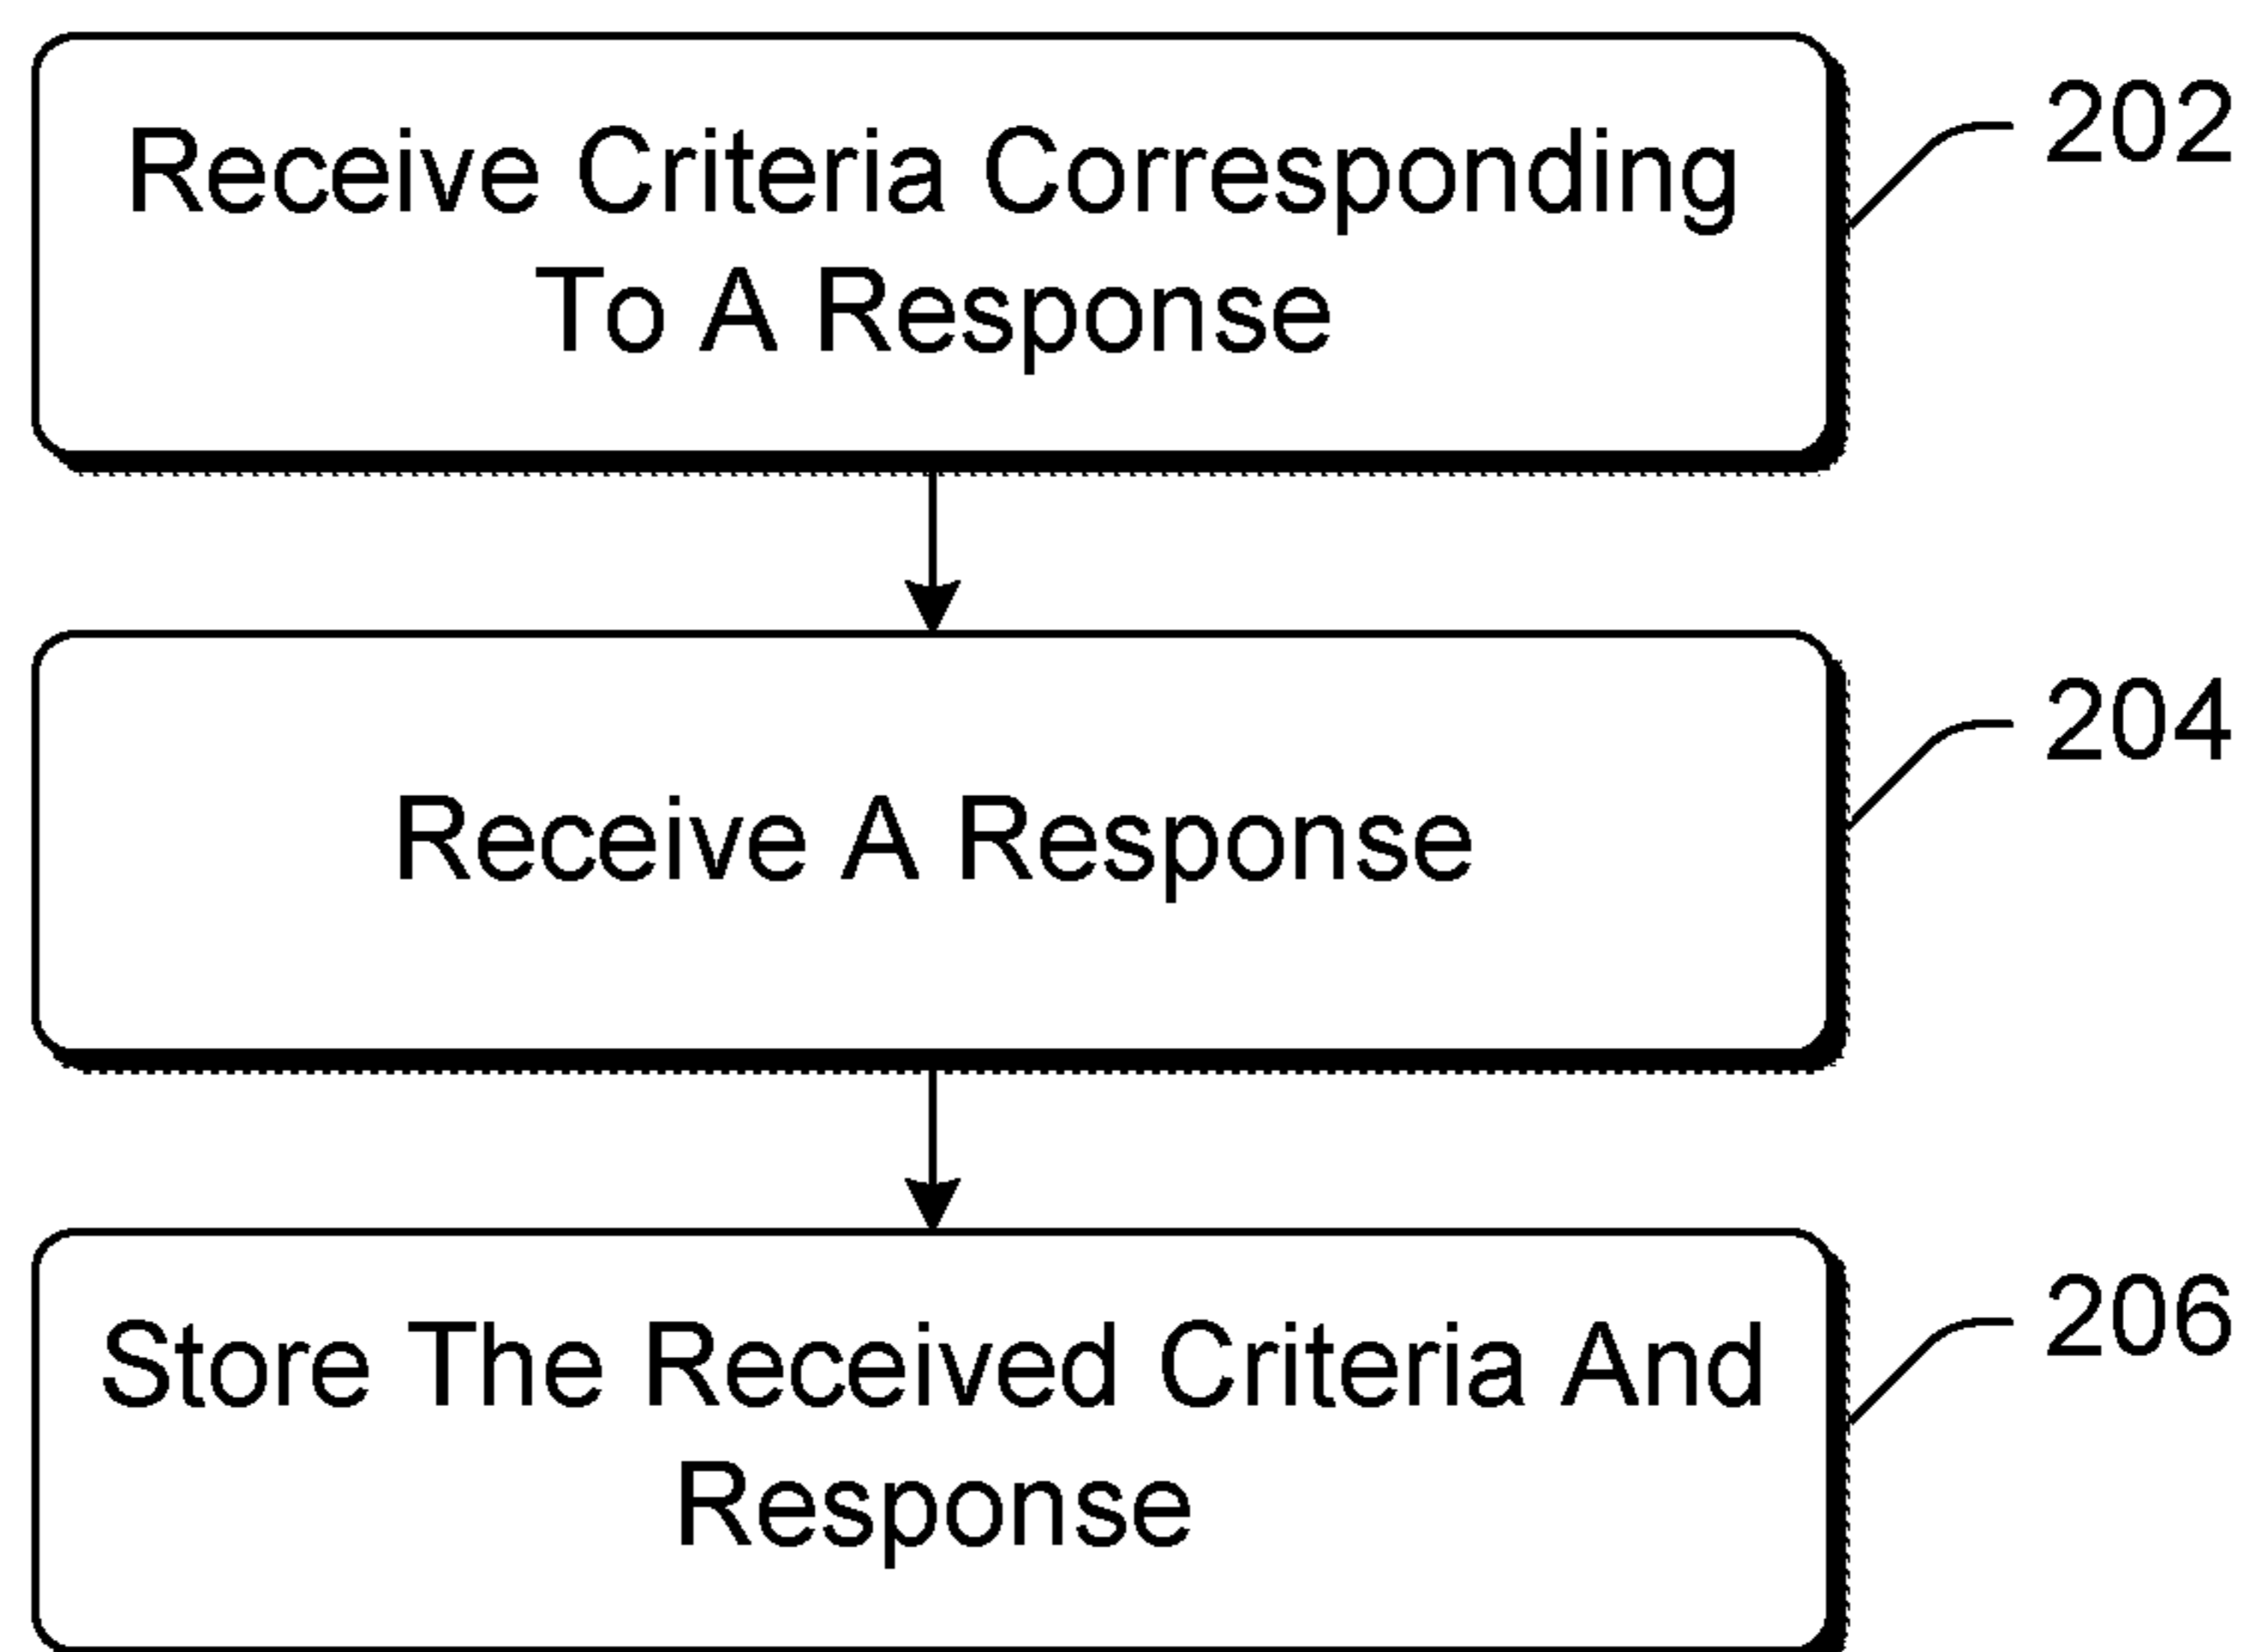 Receive Criteria Corresponding
To A Response
202
Receive A Response
204
Store The Received Criteria And
Response
206